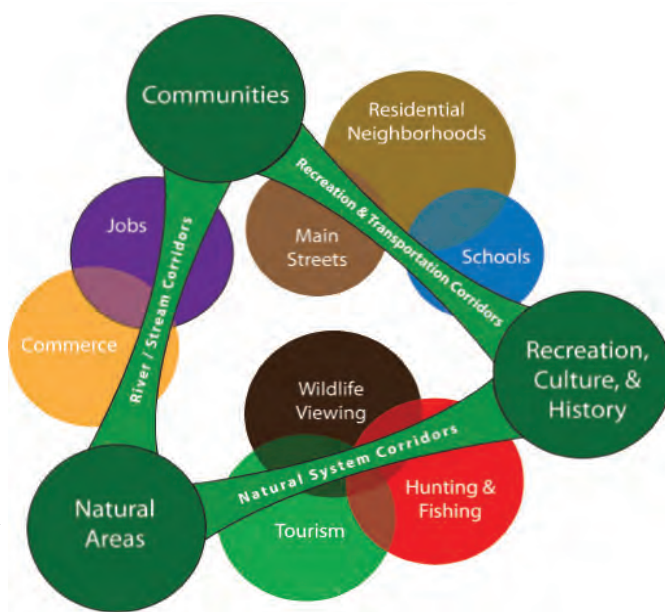 Communities
Residential
Neighborhoods
Recreation & Transportation Corridors
Jobs
Main
Streets
Schools
River / Stream Corridors
Commerce
Recreation,
Culture, &
History
Wildlife
Viewing
Natural System Corridors
Natural
Areas
Hunting &
Fishing
Tourism